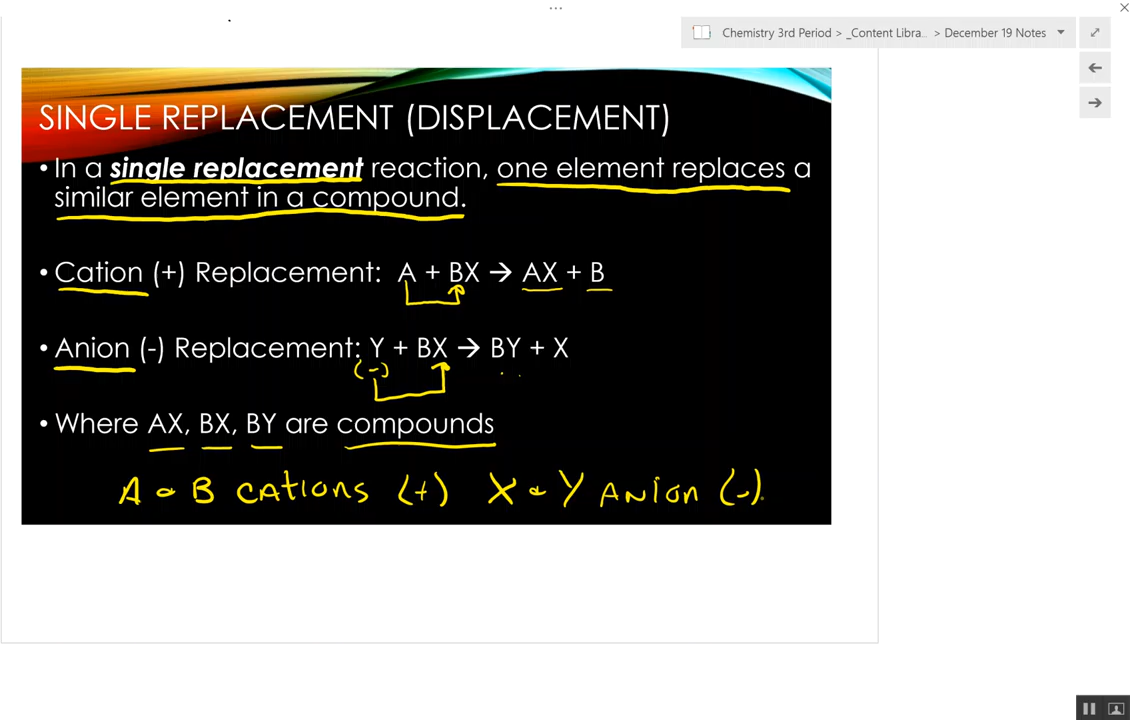 Chemistry 3rd Period > _Content Libra... > December 19 Notes
SINGLE REPLACEMENT (DISPLACEMENT)
• In a single replacement reaction, one element replaces a
similar element in a compound.
• Cation (+) Replacement: A + BX → AX + B
• Anion (-) Replacement: Y + BX → BY + X
(-)
• Where AX, BX, BY are compounds
A & B CATIONS (+) X & Y ANION (-)